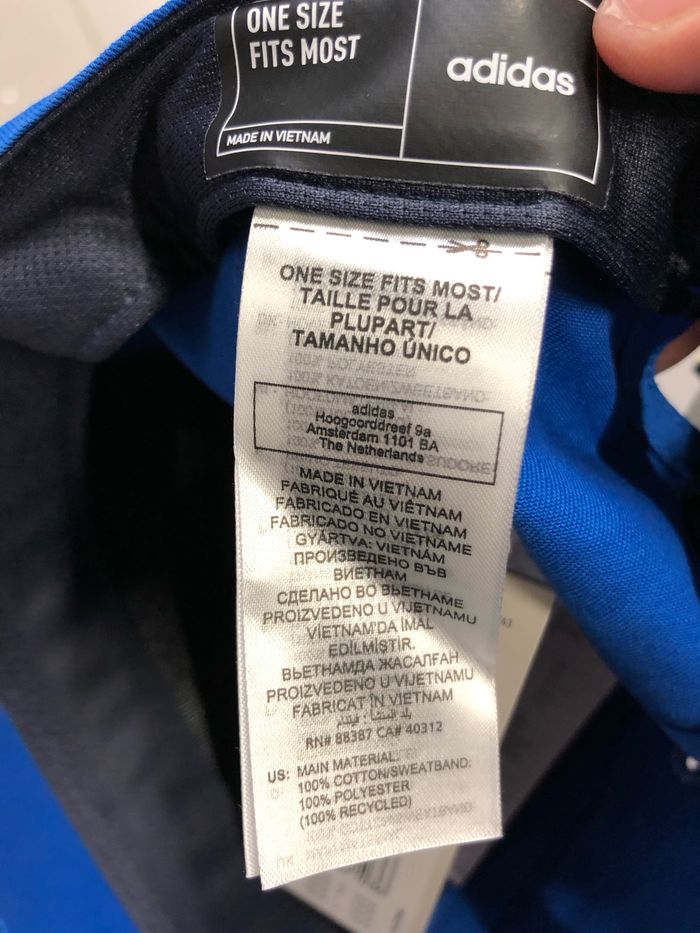 ONE SIZE
FITS MOST
adidas
MADE IN VIETNAM
ONE SIZE FITS MOST/
TAILLE POUR LA
PLUPART/
TAMANHO ÚNICO
adidas
Hoogoorddreef 9a
Amsterdam 1101 BA
The Netherlands
MADE IN VIETNAM
FABRIQUÉ AU VIÊTNAM
FABRICADO EN VIETNAM
FABRICADO NO VIETNAME
GYÁRTVA: VIETNÁM
ПРОИЗВЕДЕНО ВЪВ
ВИЕТНАМ
СДЕЛАНО ВО ВЬЕТНАМЕ
PROIZVEDENO U VIJETNAMU
VİETNAM'DA İMAL
EDİLMİŞTİR.
ВЬЕТНАМДА ЖАСАЛҒАН
PROIZVEDENO U VIJETNAMU
FABRICAT IN VIETNAM
RN# 88387 CA# 40312
US: MAIN MATERIAL:
100% COTTON/SWEATBAND:
100% POLYESTER
(100% RECYCLED)